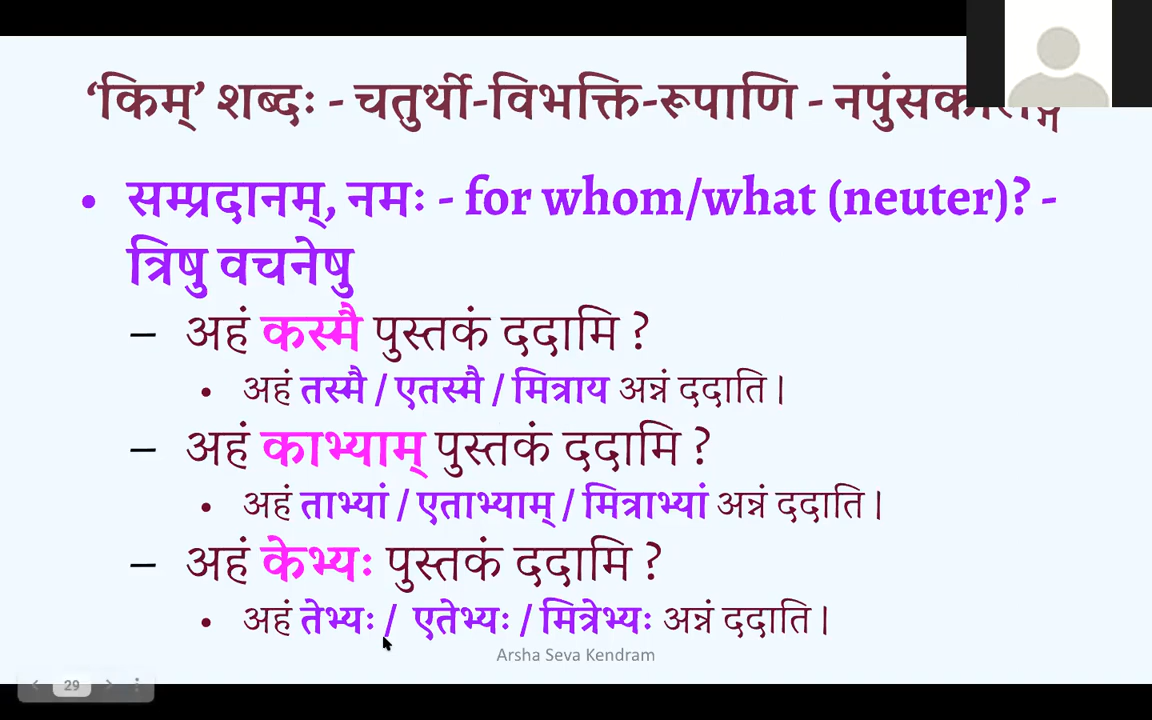 ‘किम्’ शब्दः - चतुर्थी-विभक्ति-रूपाणि -
• सम्प्रदानम्, नमः - for whom/what (neuter)? -
त्रिषु वचनेषु
– अहं कस्मै पुस्तकं ददामि ?
• अहं तस्मै / एतस्मै / मित्राय अन्नं ददाति ।
– अहं काभ्याम् पुस्तकं ददामि ?
• अहं ताभ्यां / एताभ्याम् / मित्राभ्यां अन्नं ददाति ।
– अहं केभ्यः पुस्तकं ददामि ?
• अहं तेभ्यः / एतेभ्यः / मित्रेभ्यः अन्नं ददाति ।
Arsha Seva Kendram
29